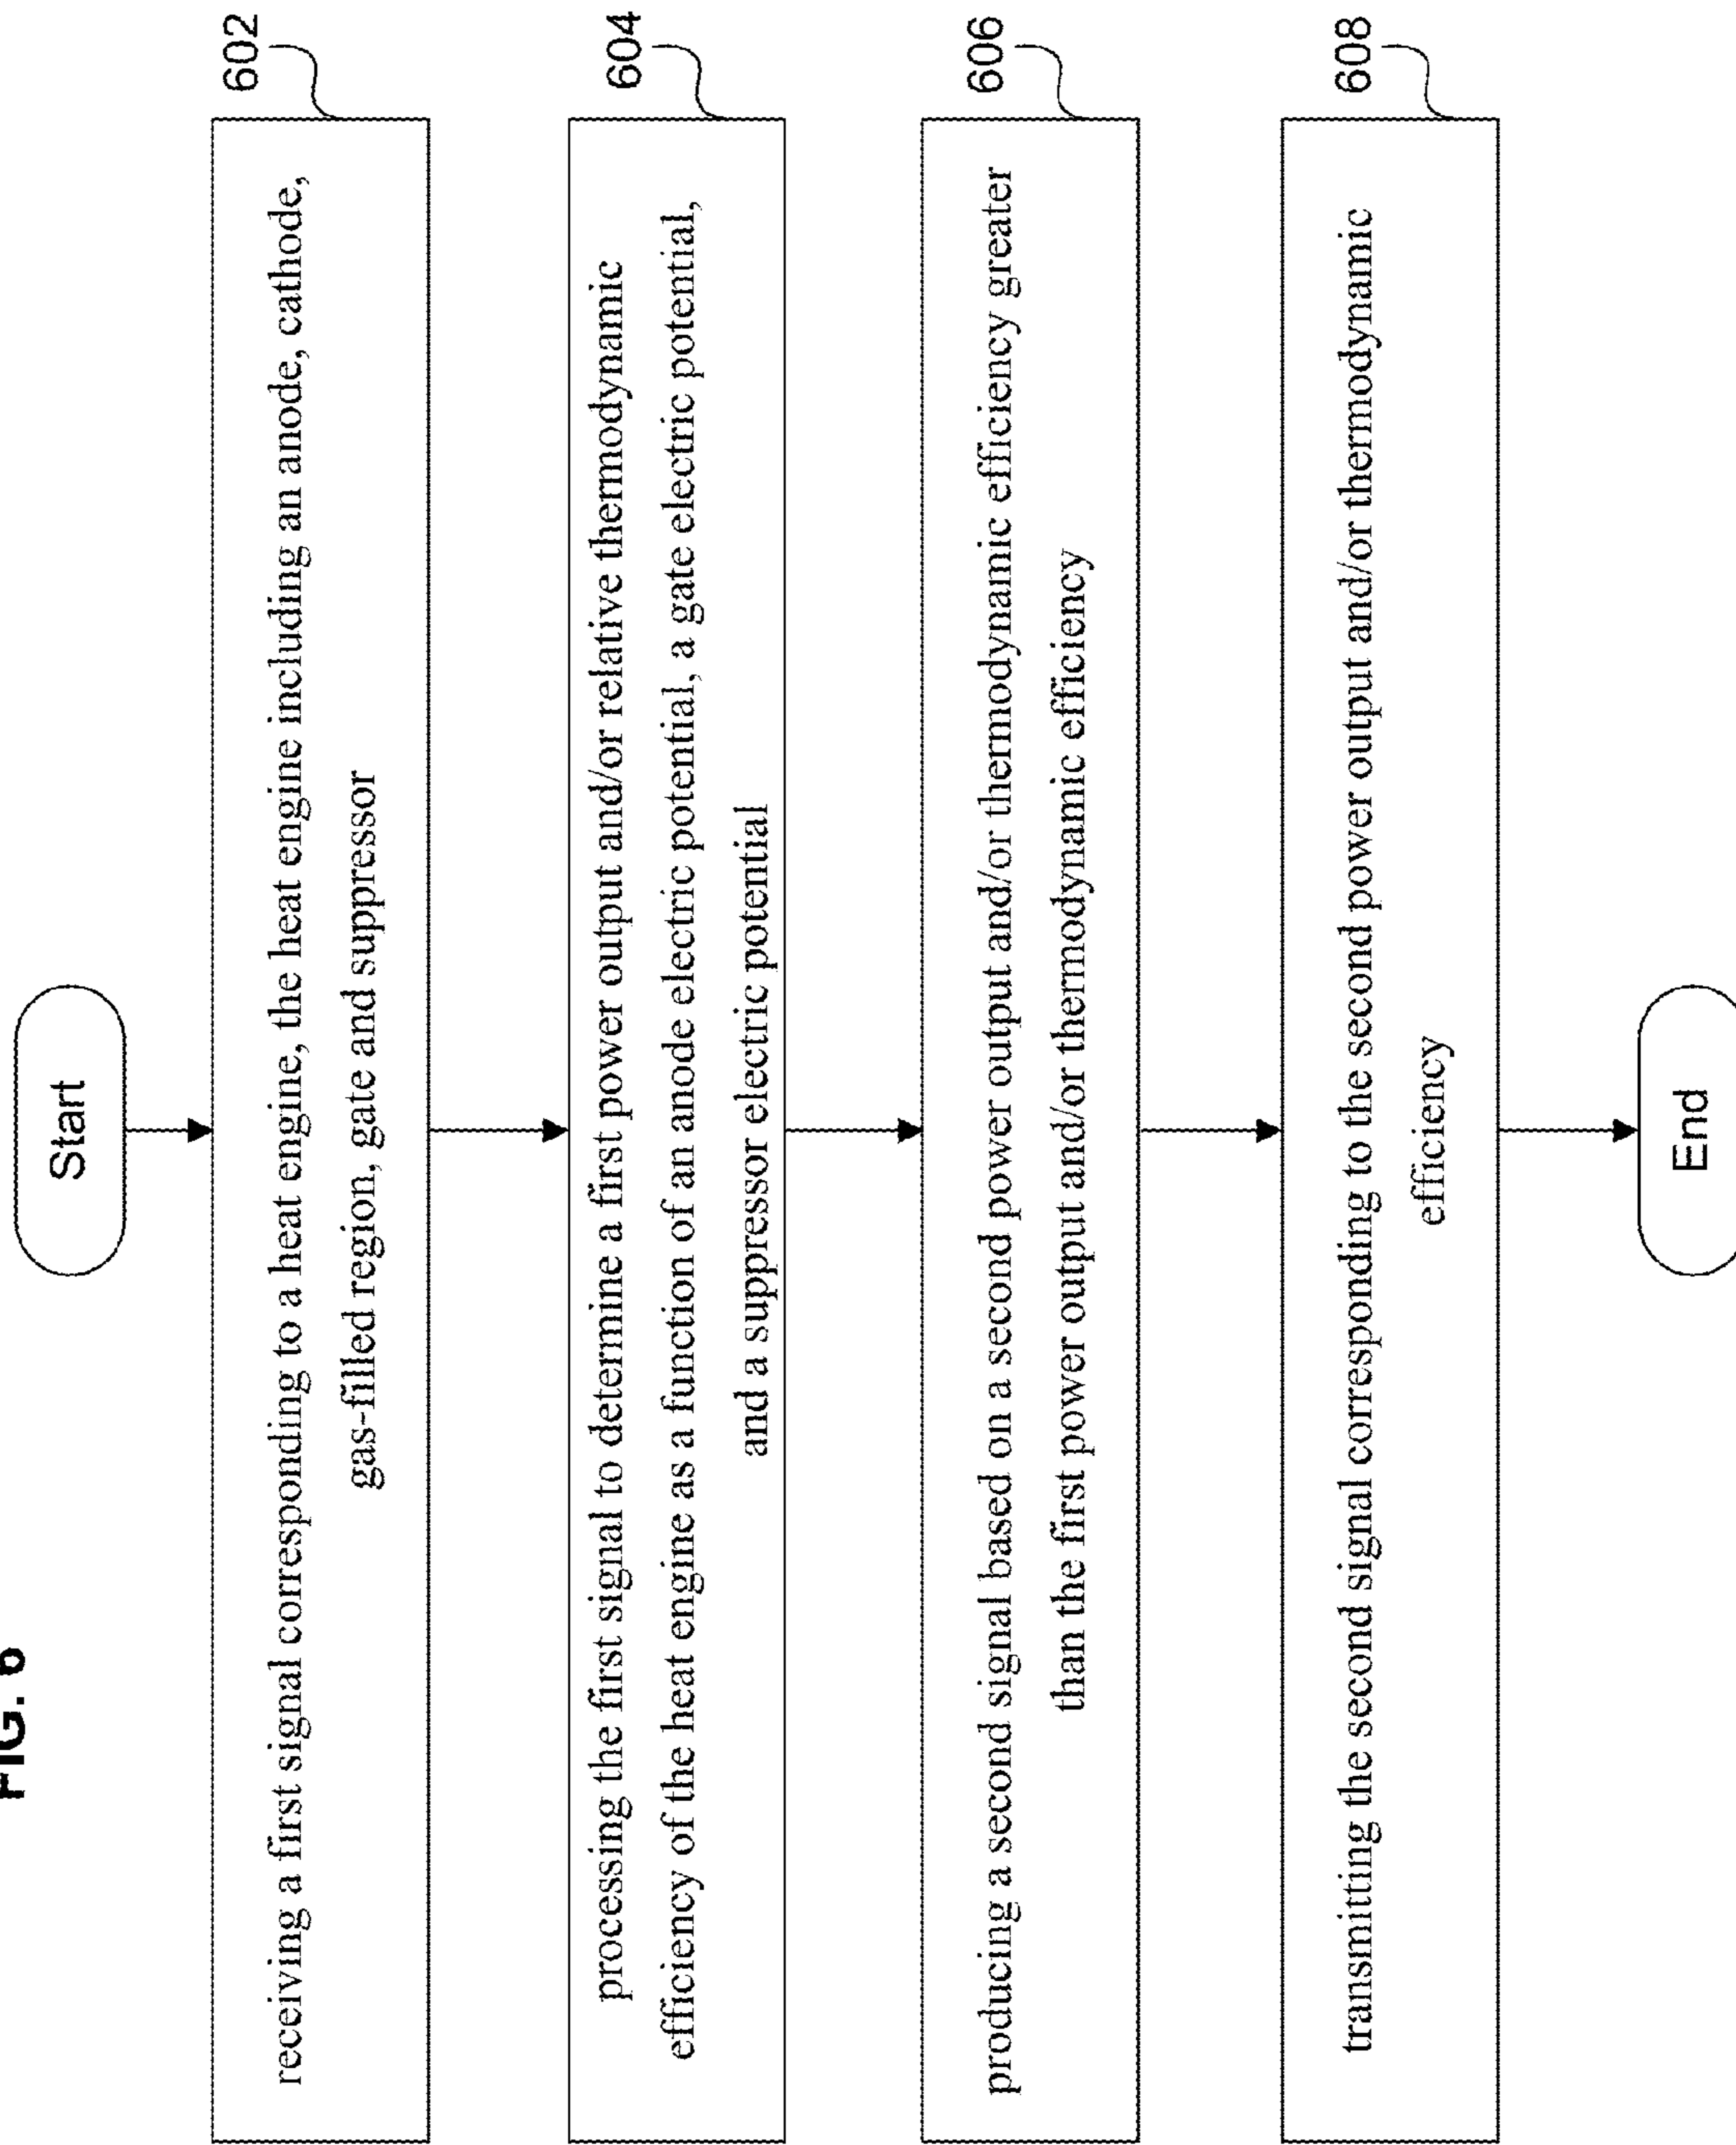 FIG. 6
Start
602
receiving a first signal corresponding to a heat engine, the heat engine including an anode, cathode,
gas-filled region, gate and suppressor
604
processing the first signal to determine a first power output and/or relative thermodynamic
efficiency of the heat engine as a function of an anode electric potential, a gate electric potential,
and a suppressor electric potential
606
producing a second signal based on a second power output and/or thermodynamic efficiency greater
than the first power output and/or thermodynamic efficiency
608
transmitting the second signal corresponding to the second power output and/or thermodynamic
efficiency
End